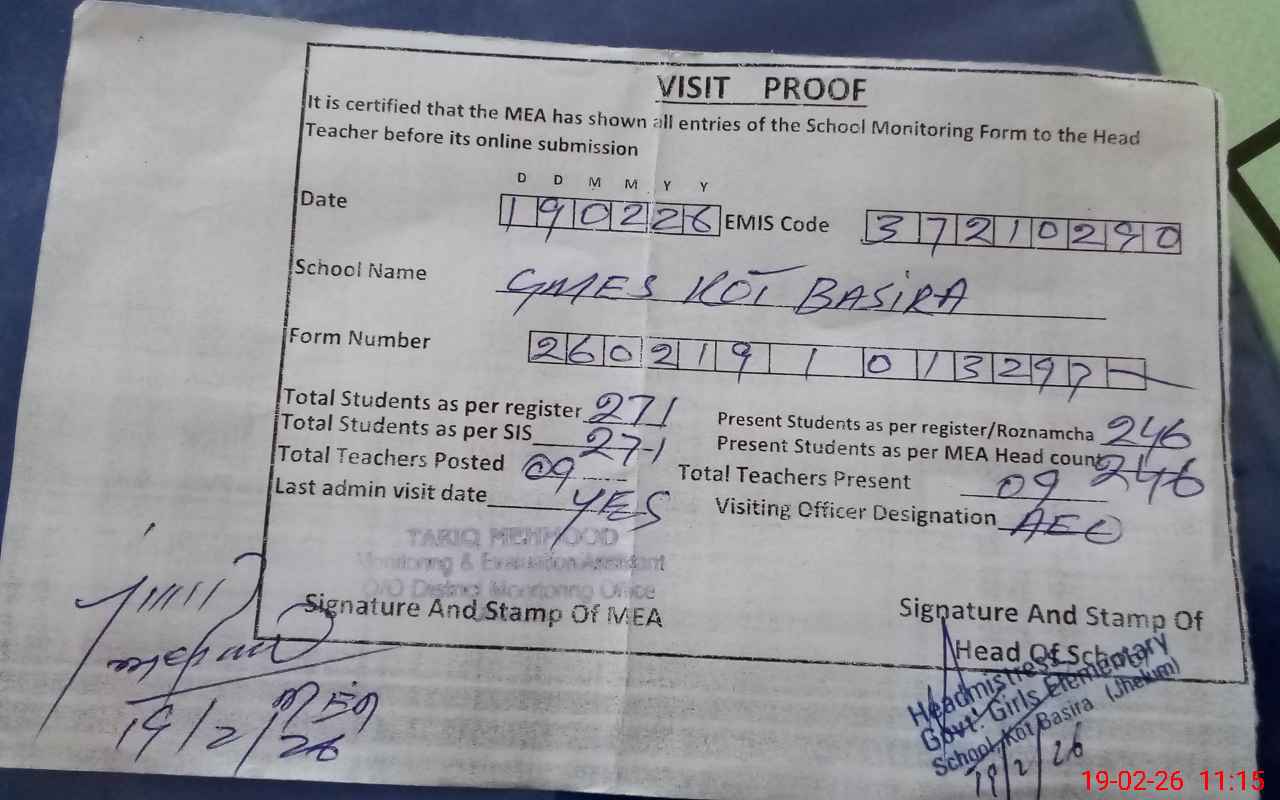 VISIT PROOF
It is certified that the MEA has shown all entries of the School Monitoring Form to the Head
Teacher before its online submission
D D M M Y Y
Date 190226 EMIS Code 37210290
School Name GMES KOT BASIRA
Form Number 260219 1 013297
Total Students as per register 271 Present Students as per register/Roznamcha 246
Total Students as per SIS 271 Present Students as per MEA Head count 246
Total Teachers Posted 09 Total Teachers Present 09
Last admin visit date YES Visiting Officer Designation AEO
TARIQ MEHMOOD
Monitoring & Evaluation Assistant
O/O District Monitoring Office
Signature And Stamp Of MEA Signature And Stamp Of
Head Of School
Headmistress
Govt' Girls Elementary
School, Kot Basira (Jhelum)
19/2/26
MEA
19/2/26
19-02-26 11:15